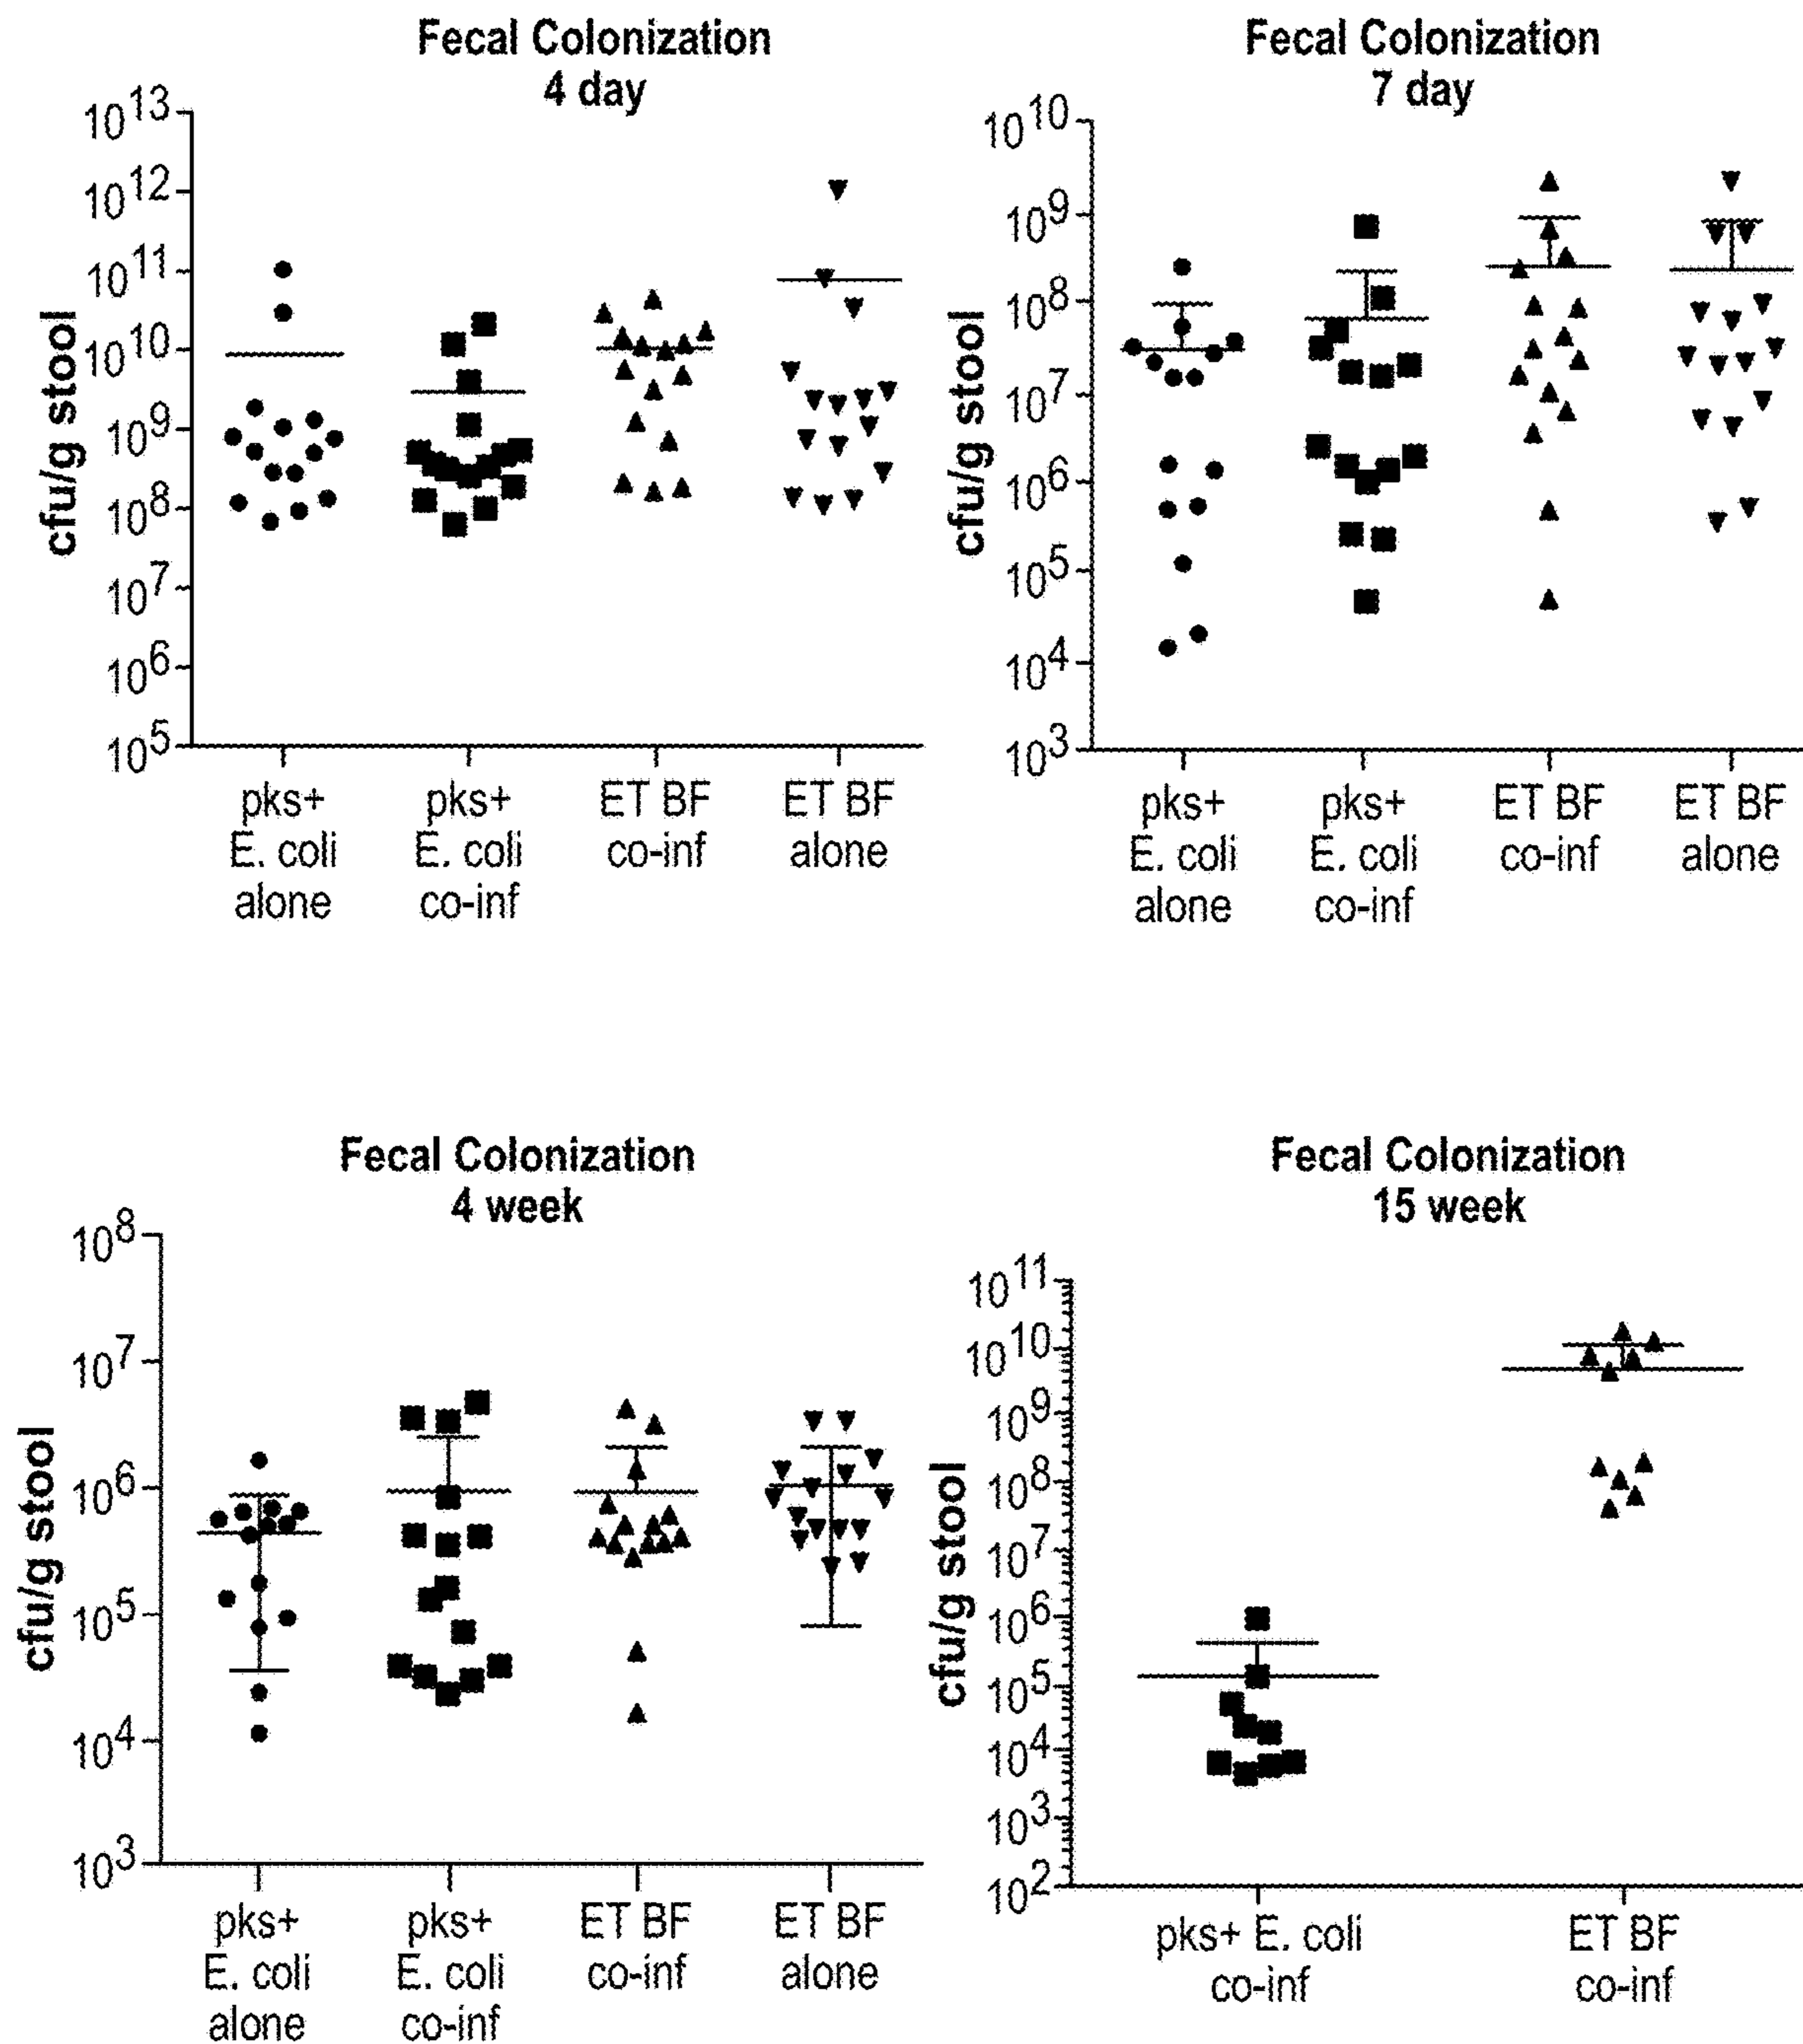 Fecal Colonization
4 day
cfu/g stool
10^13
10^12
10^11
10^10
10^9
10^8
10^7
10^6
10^5
pks+
E. coli
alone
pks+
E. coli
co-inf
ET BF
co-inf
ET BF
alone
Fecal Colonization
7 day
cfu/g stool
10^10
10^9
10^8
10^7
10^6
10^5
10^4
10^3
pks+
E. coli
alone
pks+
E. coli
co-inf
ET BF
co-inf
ET BF
alone
Fecal Colonization
4 week
cfu/g stool
10^8
10^7
10^6
10^5
10^4
10^3
pks+
E. coli
alone
pks+
E. coli
co-inf
ET BF
co-inf
ET BF
alone
Fecal Colonization
15 week
cfu/g stool
10^11
10^10
10^9
10^8
10^7
10^6
10^5
10^4
10^3
10^2
pks+ E. coli
co-inf
ET BF
co-inf